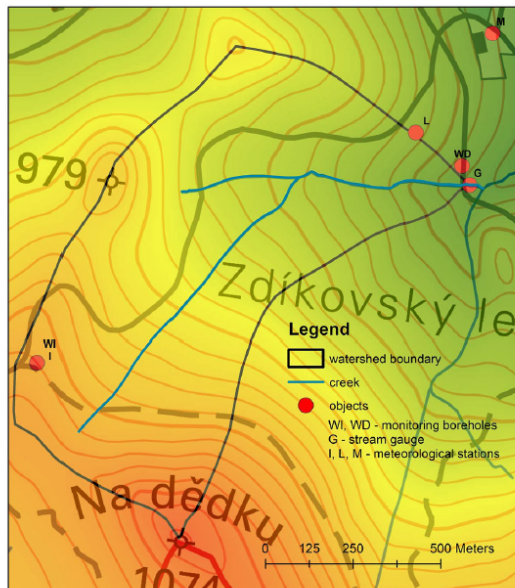 M
L
WD
979
G
Zdíkovský le
Legend
WI
I
watershed boundary
creek
objects
WI, WD - monitoring boreholes
G - stream gauge
I, L, M - meteorological stations
Na dědku
0 125 250 500 Meters
1074